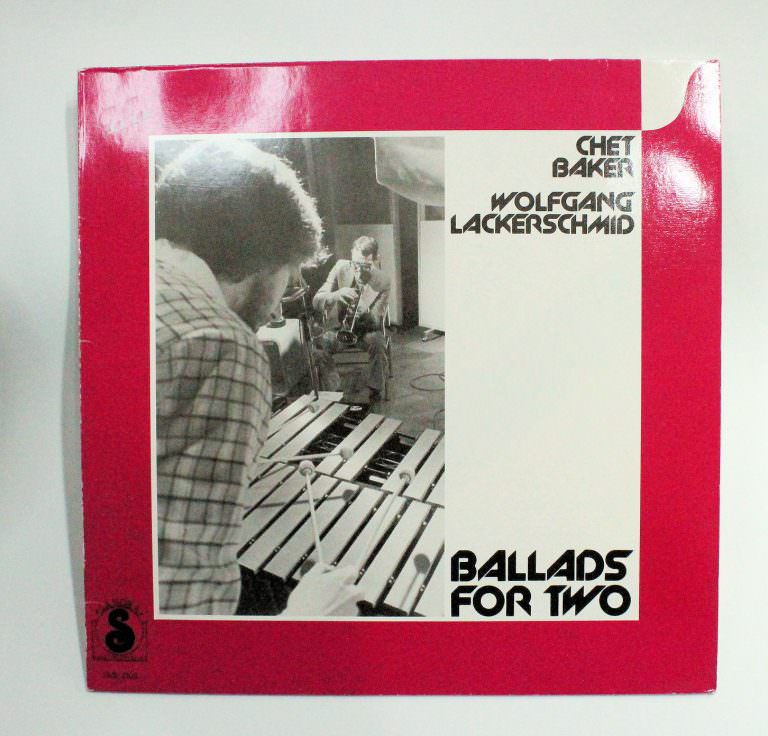 CHET
BAKER
WOLFGANG
LACKERSCHMID
BALLADS
FOR TWO
S